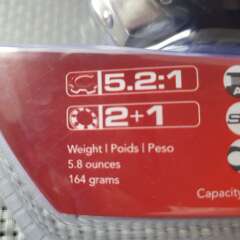 5.2:1
2+1
Weight | Poids | Peso
5.8 ounces
164 grams
Capacity